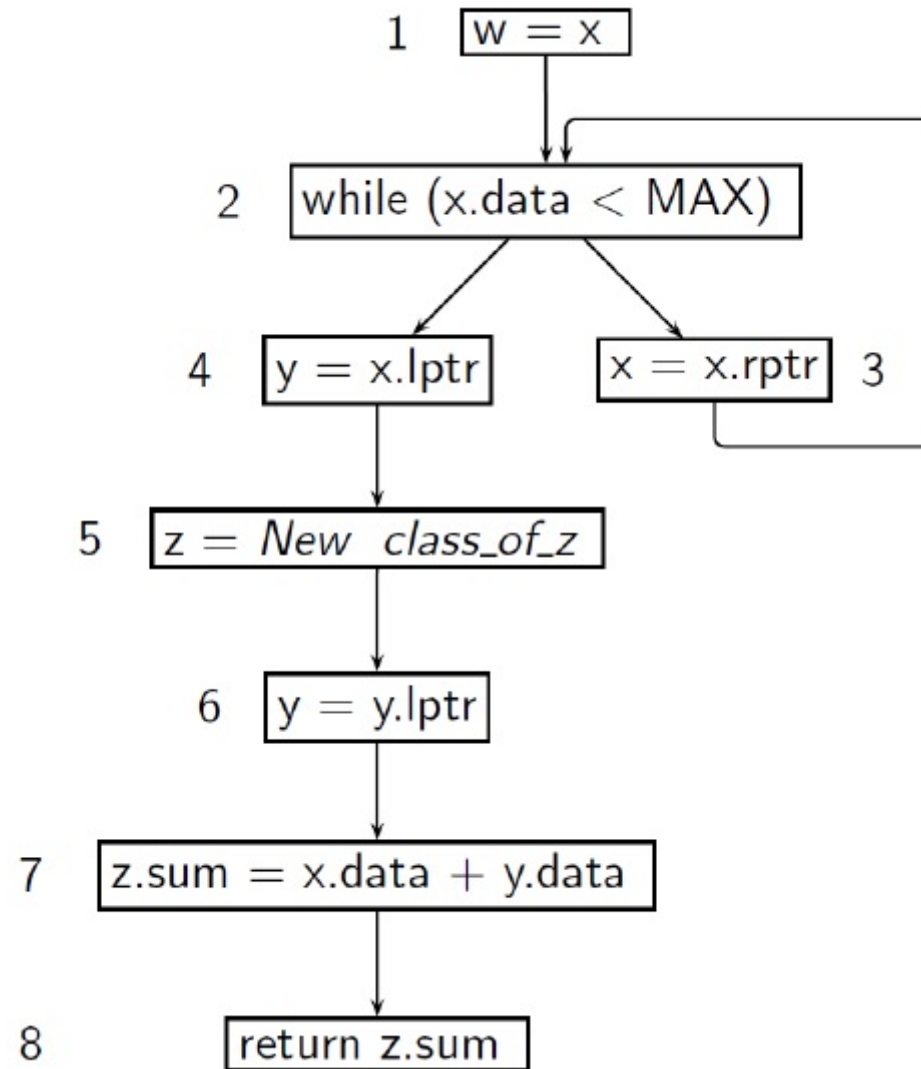 1 w = x
2 while (x.data < MAX)
4 y = x.lptr
x = x.rptr 3
5 z = New class_of_z
6 y = y.lptr
7 z.sum = x.data + y.data
8 return z.sum